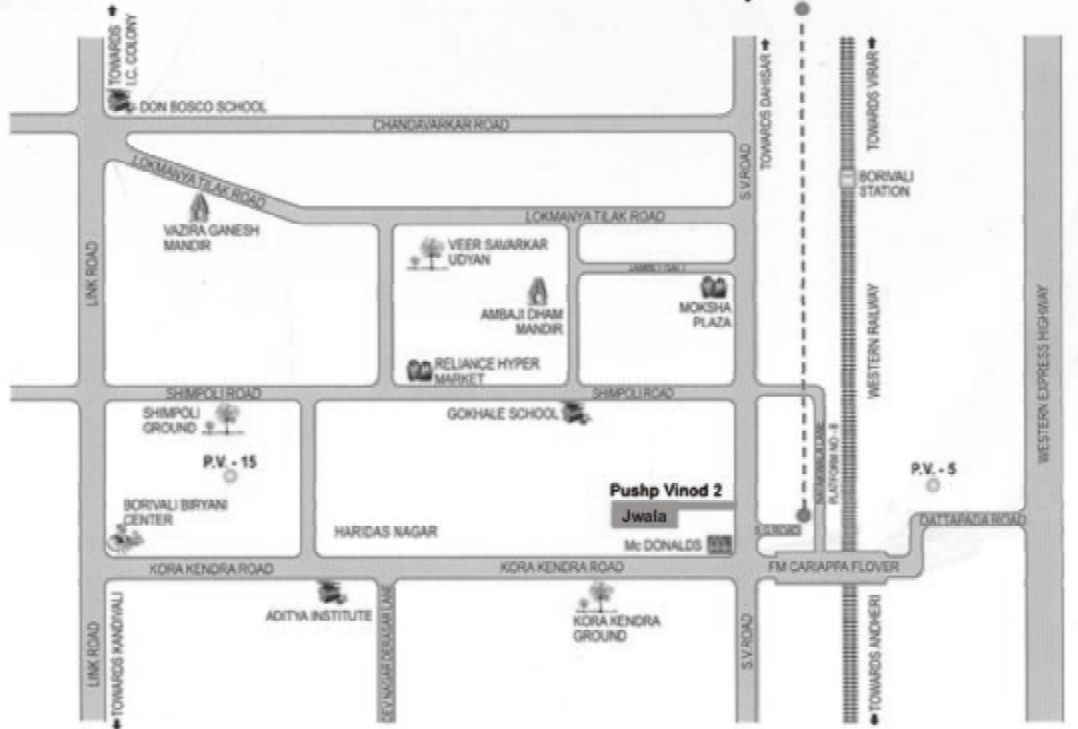 TOWARDS
I.C. COLONY
DON BOSCO SCHOOL
CHANDAVARKAR ROAD
TOWARDS DAHISAR
TOWARDS VIRAR
LOKMANYA TILAK ROAD
S.V.ROAD
BORIVALI
STATION
VAZIRA GANESH
MANDIR
LOKMANYA TILAK ROAD
VEER SAVARKAR
UDYAN
LINK ROAD
AMBAJI DHAM
MANDIR
MOKSHA
PLAZA
WESTERN RAILWAY
WESTERN EXPRESS HIGHWAY
RELIANCE HYPER
MARKET
SHIMPOLI ROAD
SHIMPOLI ROAD
SHIMPOLI
GROUND
GOKHALE SCHOOL
PLATFORM NO - 8
P.V. - 15
P.V. - 5
Pushp Vinod 2
Jwala
BORIVALI BIRYANI
CENTER
HARIDAS NAGAR
Mc DONALDS
DATTAPADA ROAD
KORA KENDRA ROAD
KORA KENDRA ROAD
FM CARIAPPA FLOVER
ADITYA INSTITUTE
KORA KENDRA
GROUND
LINK ROAD
TOWARDS KANDIVALI
DEV NAGAR DERASAR LANE
S.V.ROAD
TOWARDS ANDHERI